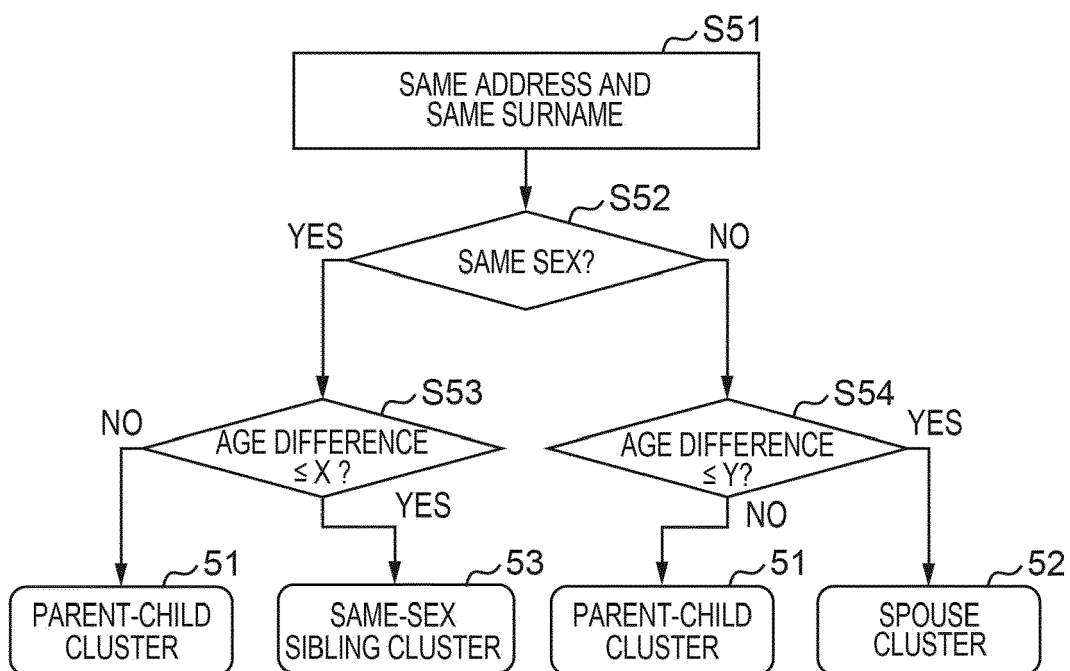 S51
SAME ADDRESS AND
SAME SURNAME
S52
YES
NO
SAME SEX?
S53
NO
AGE DIFFERENCE
≤ X ?
YES
S54
YES
AGE DIFFERENCE
≤ Y?
NO
51
PARENT-CHILD
CLUSTER
53
SAME-SEX
SIBLING CLUSTER
51
PARENT-CHILD
CLUSTER
52
SPOUSE
CLUSTER